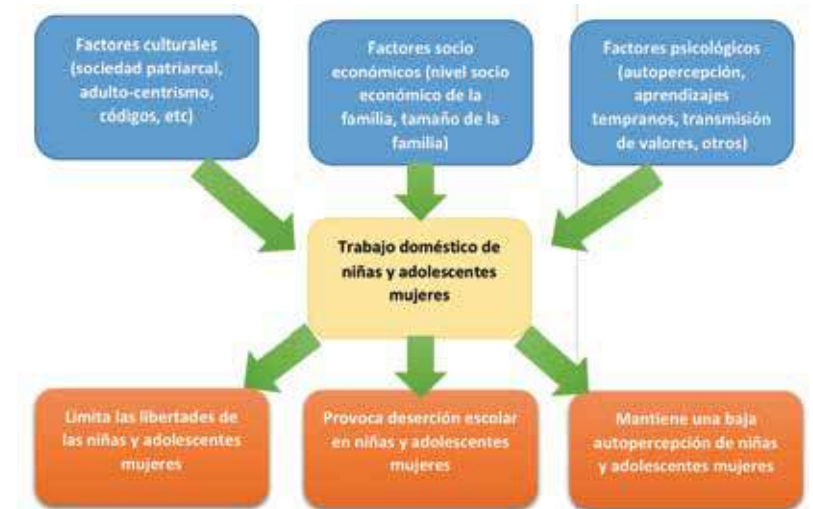 Factores culturales
(sociedad patriarcal,
adulto-centrismo,
códigos, etc)
Factores socio
económicos (nivel socio
económico de la
familia, tamaño de la
familia)
Factores psicológicos
(autopercepción,
aprendizajes
tempranos, transmisión
de valores, otros)
Trabajo doméstico de
niñas y adolescentes
mujeres
Limita las libertades de
las niñas y adolescentes
mujeres
Provoca deserción escolar
en niñas y adolescentes
mujeres
Mantiene una baja
autopercepción de niñas
y adolescentes mujeres